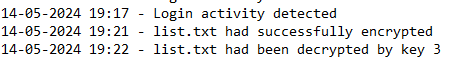 14-05-2024 19:17 - Login activity detected
14-05-2024 19:21 - list.txt had successfully encrypted
14-05-2024 19:22 - list.txt had been decrypted by key 3